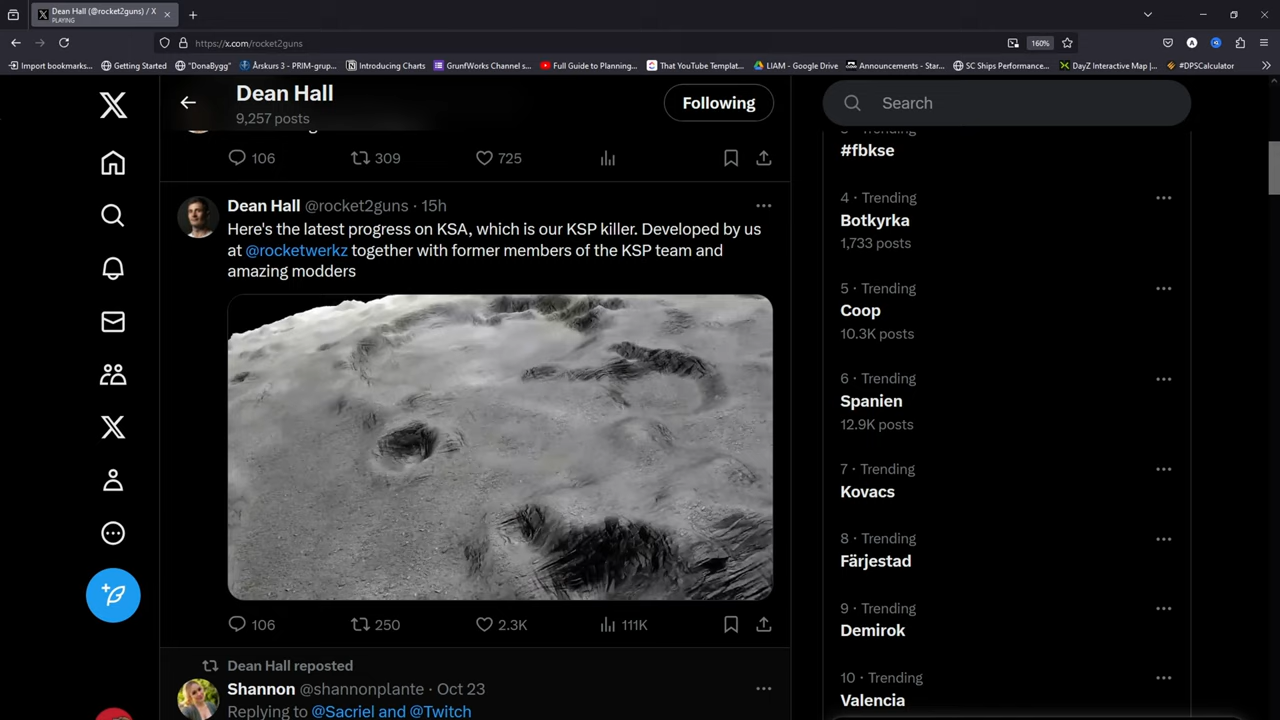 Dean Hall (@rocket2guns) / X
PLAYING
https://x.com/rocket2guns
160%
Import bookmarks...
Getting Started
"DonaBygg"
Årskurs 3 - PRIM-grup...
Introducing Charts
GrunfWorks Channel s...
Full Guide to Planning...
That YouTube Templat...
LIAM - Google Drive
Announcements - Star...
SC Ships Performance...
DayZ Interactive Map |...
#DPSCalculator
Dean Hall
9,257 posts
Following
106
309
725
Dean Hall @rocket2guns · 15h
Here's the latest progress on KSA, which is our KSP killer. Developed by us
at @rocketwerkz together with former members of the KSP team and
amazing modders
106
250
2.3K
111K
Dean Hall reposted
Shannon @shannonplante · Oct 23
Replying to @Sacriel and @Twitch
Search
#fbkse
4 · Trending
Botkyrka
1,733 posts
5 · Trending
Coop
10.3K posts
6 · Trending
Spanien
12.9K posts
7 · Trending
Kovacs
8 · Trending
Färjestad
9 · Trending
Demirok
10 · Trending
Valencia